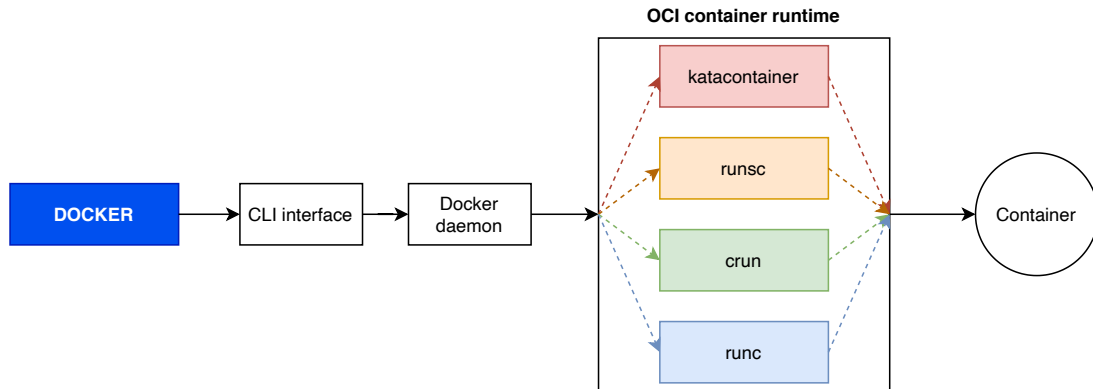 OCI container runtime
katacontainer
runsc
DOCKER
CLI interface
Docker
daemon
Container
crun
runc